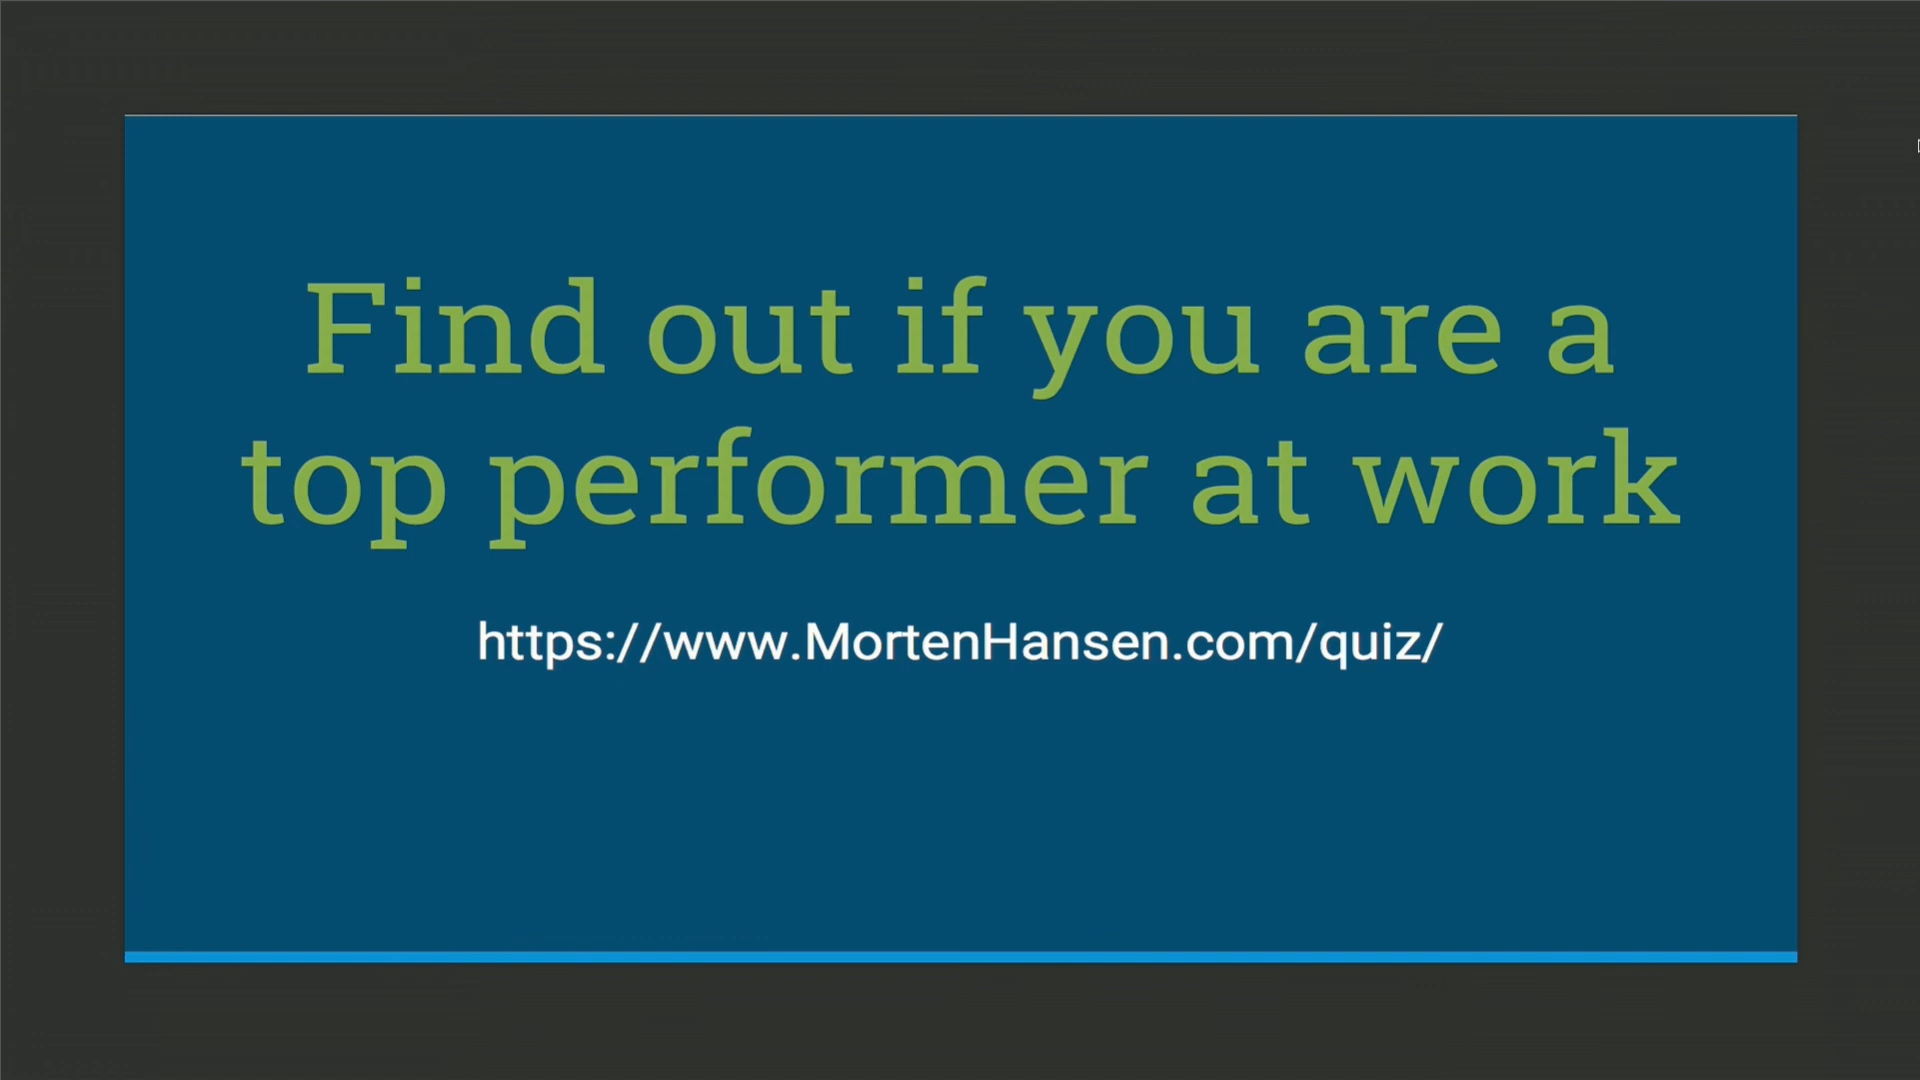 Find out if you are a
top performer at work
https://www.MortenHansen.com/quiz/